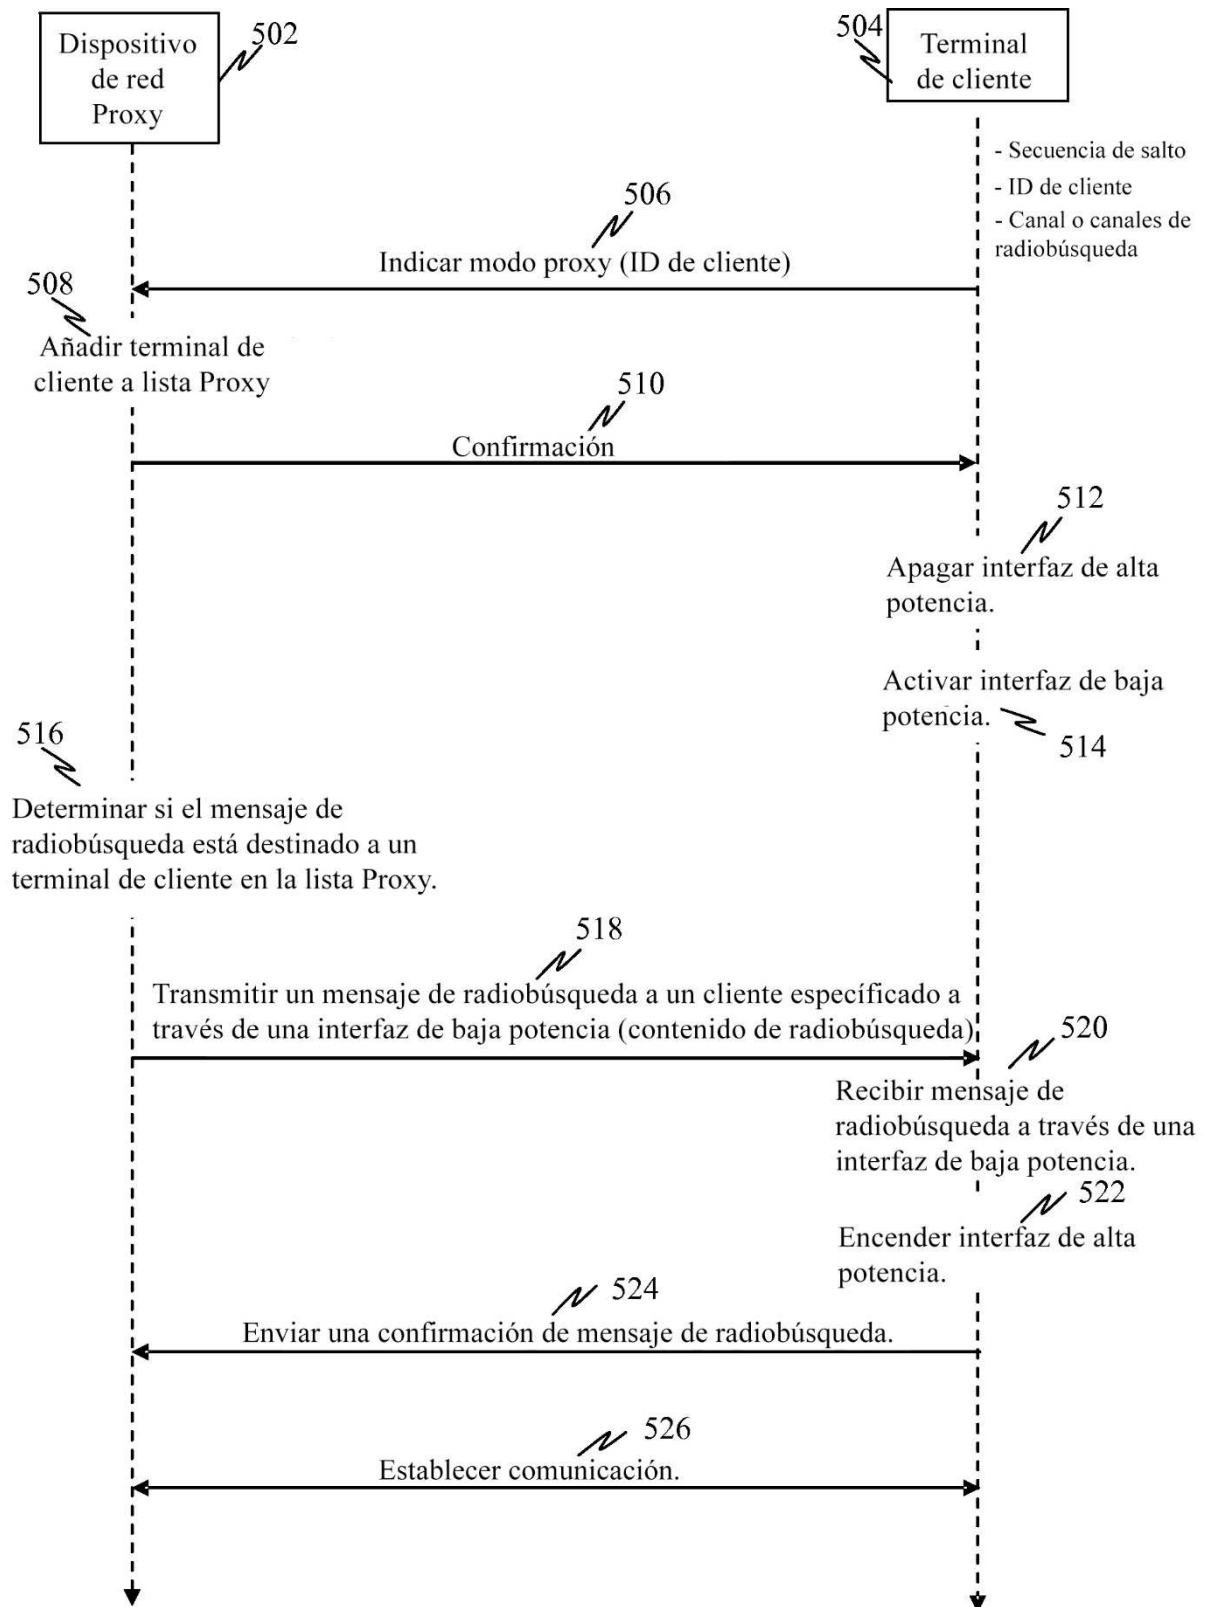 Dispositivo
de red
Proxy
502
504
Terminal
de cliente
- Secuencia de salto
- ID de cliente
- Canal o canales de
radiobúsqueda
506
Indicar modo proxy (ID de cliente)
508
Añadir terminal de
cliente a lista Proxy
510
Confirmación
512
Apagar interfaz de alta
potencia.
Activar interfaz de baja
potencia.
514
516
Determinar si el mensaje de
radiobúsqueda está destinado a un
terminal de cliente en la lista Proxy.
518
Transmitir un mensaje de radiobúsqueda a un cliente específicado a
través de una interfaz de baja potencia (contenido de radiobúsqueda)
520
Recibir mensaje de
radiobúsqueda a través de una
interfaz de baja potencia.
522
Encender interfaz de alta
potencia.
524
Enviar una confirmación de mensaje de radiobúsqueda.
526
Establecer comunicación.